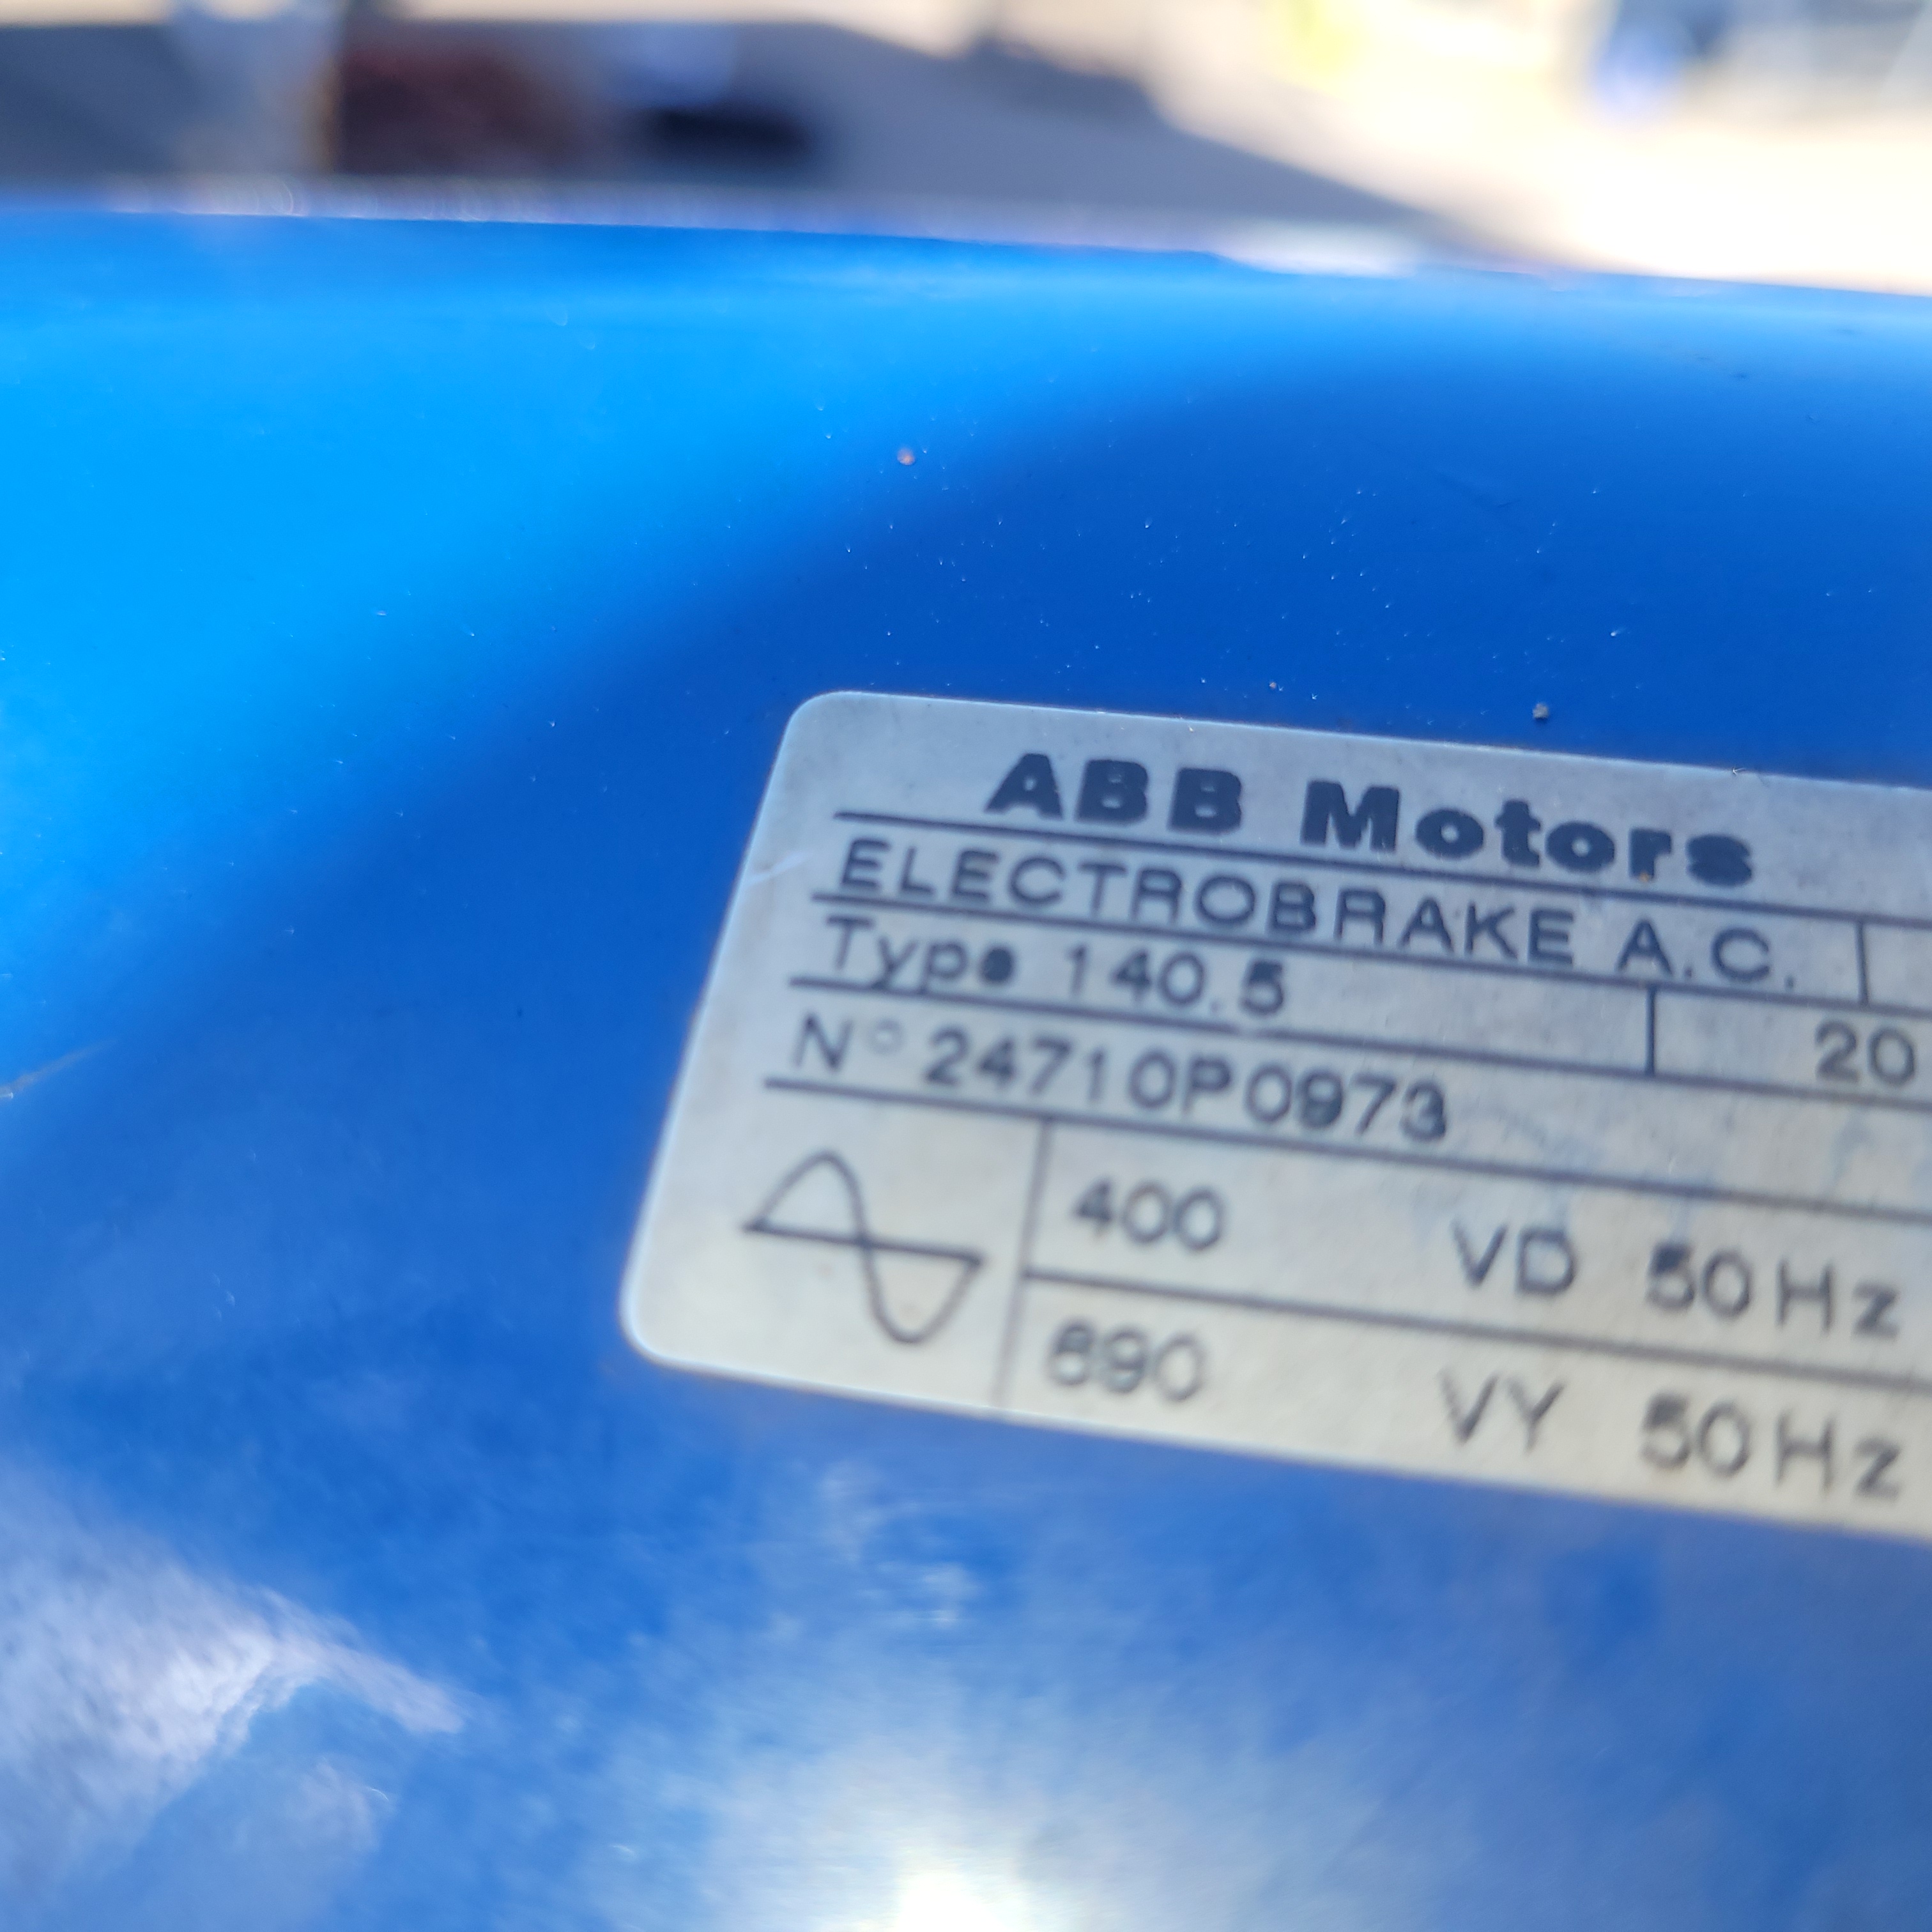 ABB Motors
ELECTROBRAKE A.C.
Type 140.5 20
N° 24710P0973
400 VD 50Hz
690 VY 50Hz